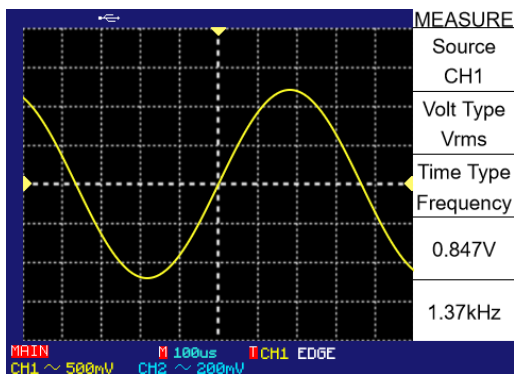 MEASURE
Source
CH1
Volt Type
Vrms
Time Type
Frequency
0.847V
1.37kHz
MAIN M 100us T CH1 EDGE
CH1 ~ 500mV CH2 ~ 200mV